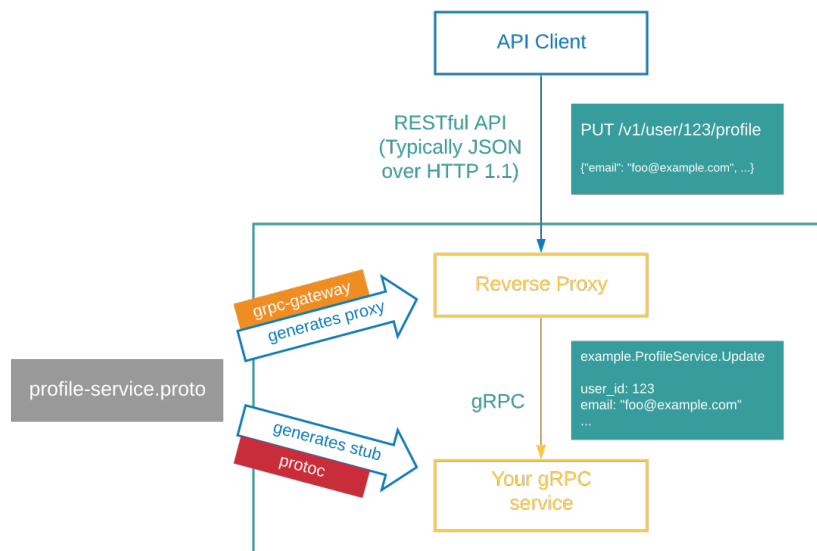 API Client
RESTful API
(Typically JSON
over HTTP 1.1)
PUT /v1/user/123/profile
{"email": "foo@example.com", ...}
grpc-gateway
generates proxy
Reverse Proxy
profile-service.proto
gRPC
example.ProfileService.Update
user_id: 123
email: "foo@example.com"
...
generates stub
protoc
Your gRPC
service